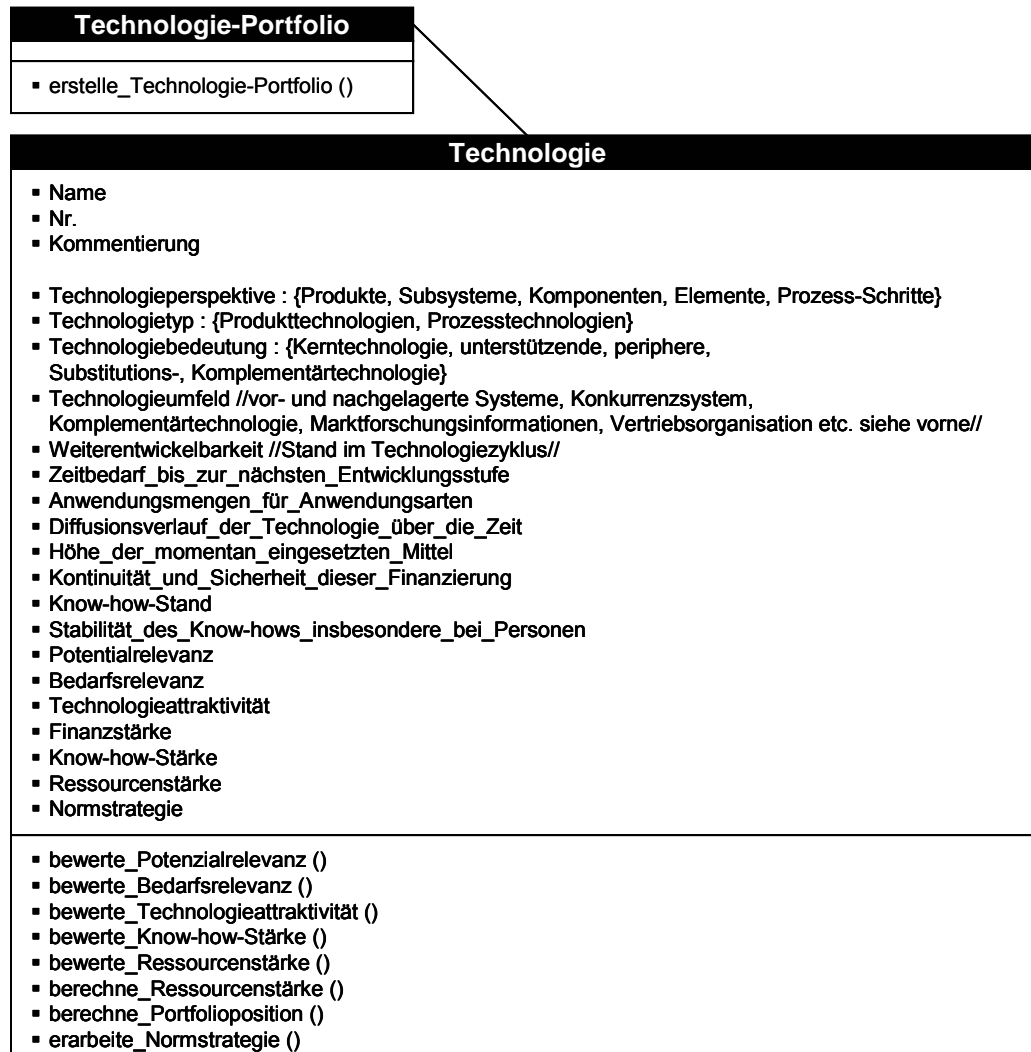 Technologie-Portfolio
▪ erstelle_Technologie-Portfolio ()
Technologie
▪ Name
▪ Nr.
▪ Kommentierung
▪ Technologieperspektive : {Produkte, Subsysteme, Komponenten, Elemente, Prozess-Schritte}
▪ Technologietyp : {Produkttechnologien, Prozesstechnologien}
▪ Technologiebedeutung : {Kerntechnologie, unterstützende, periphere,
Substitutions-, Komplementärtechnologie}
▪ Technologieumfeld //vor- und nachgelagerte Systeme, Konkurrenzsystem,
Komplementärtechnologie, Marktforschungsinformationen, Vertriebsorganisation etc. siehe vorne//
▪ Weiterentwickelbarkeit //Stand im Technologiezyklus//
▪ Zeitbedarf_bis_zur_nächsten_Entwicklungsstufe
▪ Anwendungsmengen_für_Anwendungsarten
▪ Diffusionsverlauf_der_Technologie_über_die_Zeit
▪ Höhe_der_momentan_eingesetzten_Mittel
▪ Kontinuität_und_Sicherheit_dieser_Finanzierung
▪ Know-how-Stand
▪ Stabilität_des_Know-hows_insbesondere_bei_Personen
▪ Potentialrelevanz
▪ Bedarfsrelevanz
▪ Technologieattraktivität
▪ Finanzstärke
▪ Know-how-Stärke
▪ Ressourcenstärke
▪ Normstrategie
▪ bewerte_Potenzialrelevanz ()
▪ bewerte_Bedarfsrelevanz ()
▪ bewerte_Technologieattraktivität ()
▪ bewerte_Know-how-Stärke ()
▪ bewerte_Ressourcenstärke ()
▪ berechne_Ressourcenstärke ()
▪ berechne_Portfolioposition ()
▪ erarbeite_Normstrategie ()